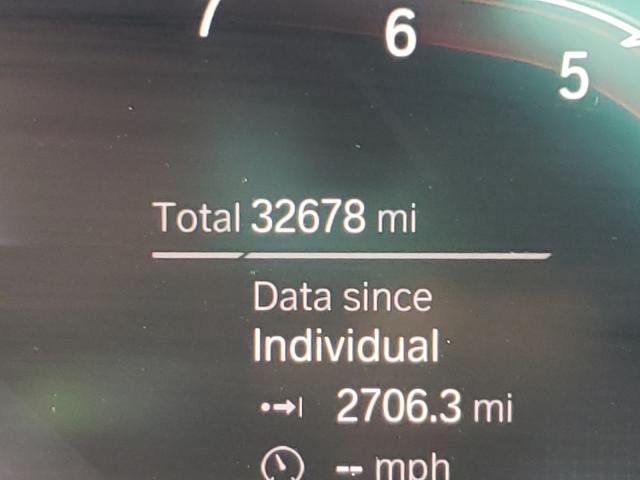 7 6 5
Total 32678 mi
Data since
Individual
2706.3 mi
-- mph